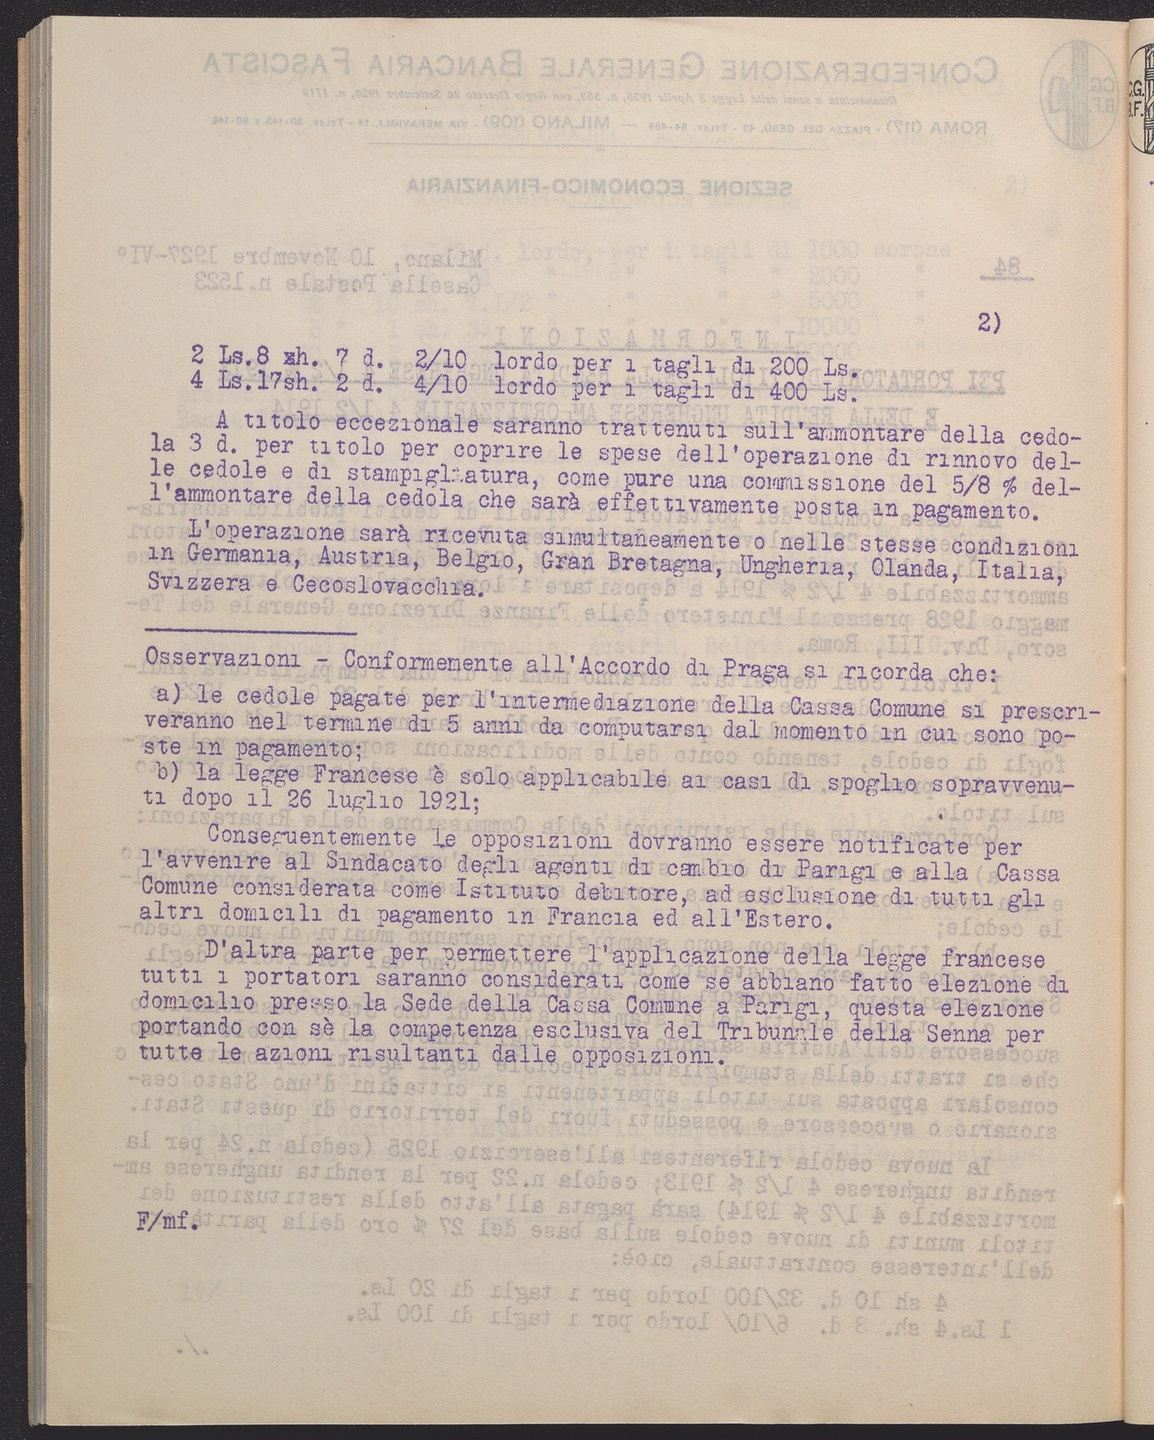 2)
2 Ls.8 sh. 7 d. 2/10 lordo per i tagli di 200 Ls.
4 Ls.17sh. 2 d. 4/10 lordo per i tagli di 400 Ls.
A titolo eccezionale saranno trattenuti sull'ammontare della cedo-
la 3 d. per titolo per coprire le spese dell'operazione di rinnovo del-
le cedole e di stampigliatura, come pure una commissione del 5/8 % del-
l'ammontare della cedola che sarà effettivamente posta in pagamento.
L'operazione sarà ricevuta simultaneamente o nelle stesse condizioni
in Germania, Austria, Belgio, Gran Bretagna, Ungheria, Olanda, Italia,
Svizzera e Cecoslovacchia.
Osservazioni - Conformemente all'Accordo di Praga si ricorda che:
a) le cedole pagate per l'intermediazione della Cassa Comune si prescri-
veranno nel termine di 5 anni da computarsi dal momento in cui sono po-
ste in pagamento;
b) la legge Francese è solo applicabile ai casi di spoglio sopravvenu-
ti dopo il 26 luglio 1921;
Conseguentemente le opposizioni dovranno essere notificate per
l'avvenire al Sindacato degli agenti di cambio di Parigi e alla Cassa
Comune considerata come Istituto debitore, ad esclusione di tutti gli
altri domicili di pagamento in Francia ed all'Estero.
D'altra parte per permettere l'applicazione della legge francese
tutti i portatori saranno considerati come se abbiano fatto elezione di
domicilio presso la Sede della Cassa Comune a Parigi, questa elezione
portando con sè la competenza esclusiva del Tribunale della Senna per
tutte le azioni risultanti dalle opposizioni.
F/mf.